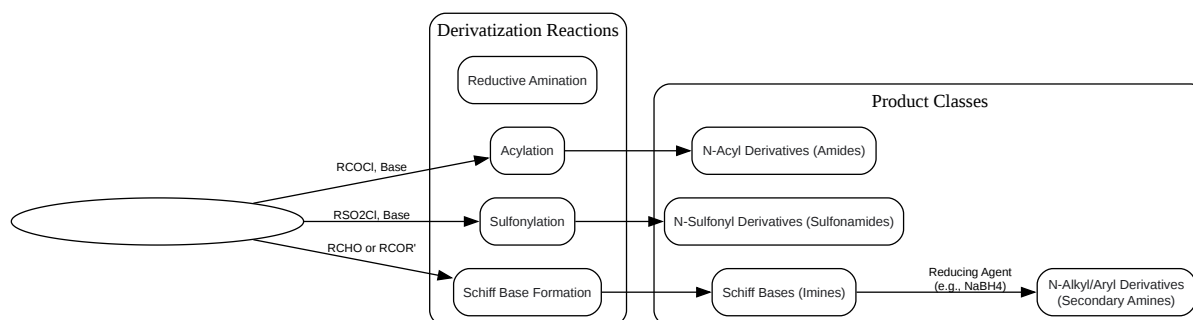 Derivatization Reactions
Reductive Amination
Product Classes
RCOCl, Base
Acylation
N-Acyl Derivatives (Amides)
RSO2Cl, Base
Sulfonylation
N-Sulfonyl Derivatives (Sulfonamides)
RCHO or RCOR'
Schiff Base Formation
Schiff Bases (Imines)
Reducing Agent
(e.g., NaBH4)
N-Alkyl/Aryl Derivatives
(Secondary Amines)